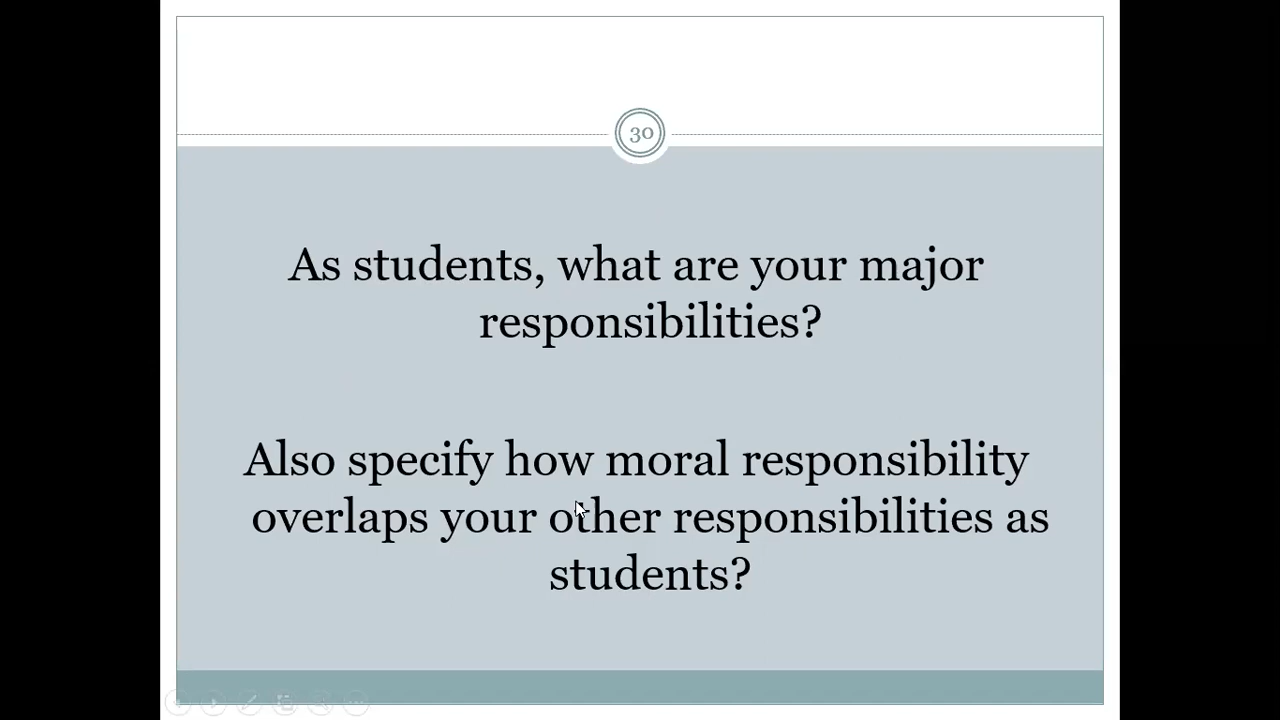 30
As students, what are your major
responsibilities?
Also specify how moral responsibility
overlaps your other responsibilities as
students?